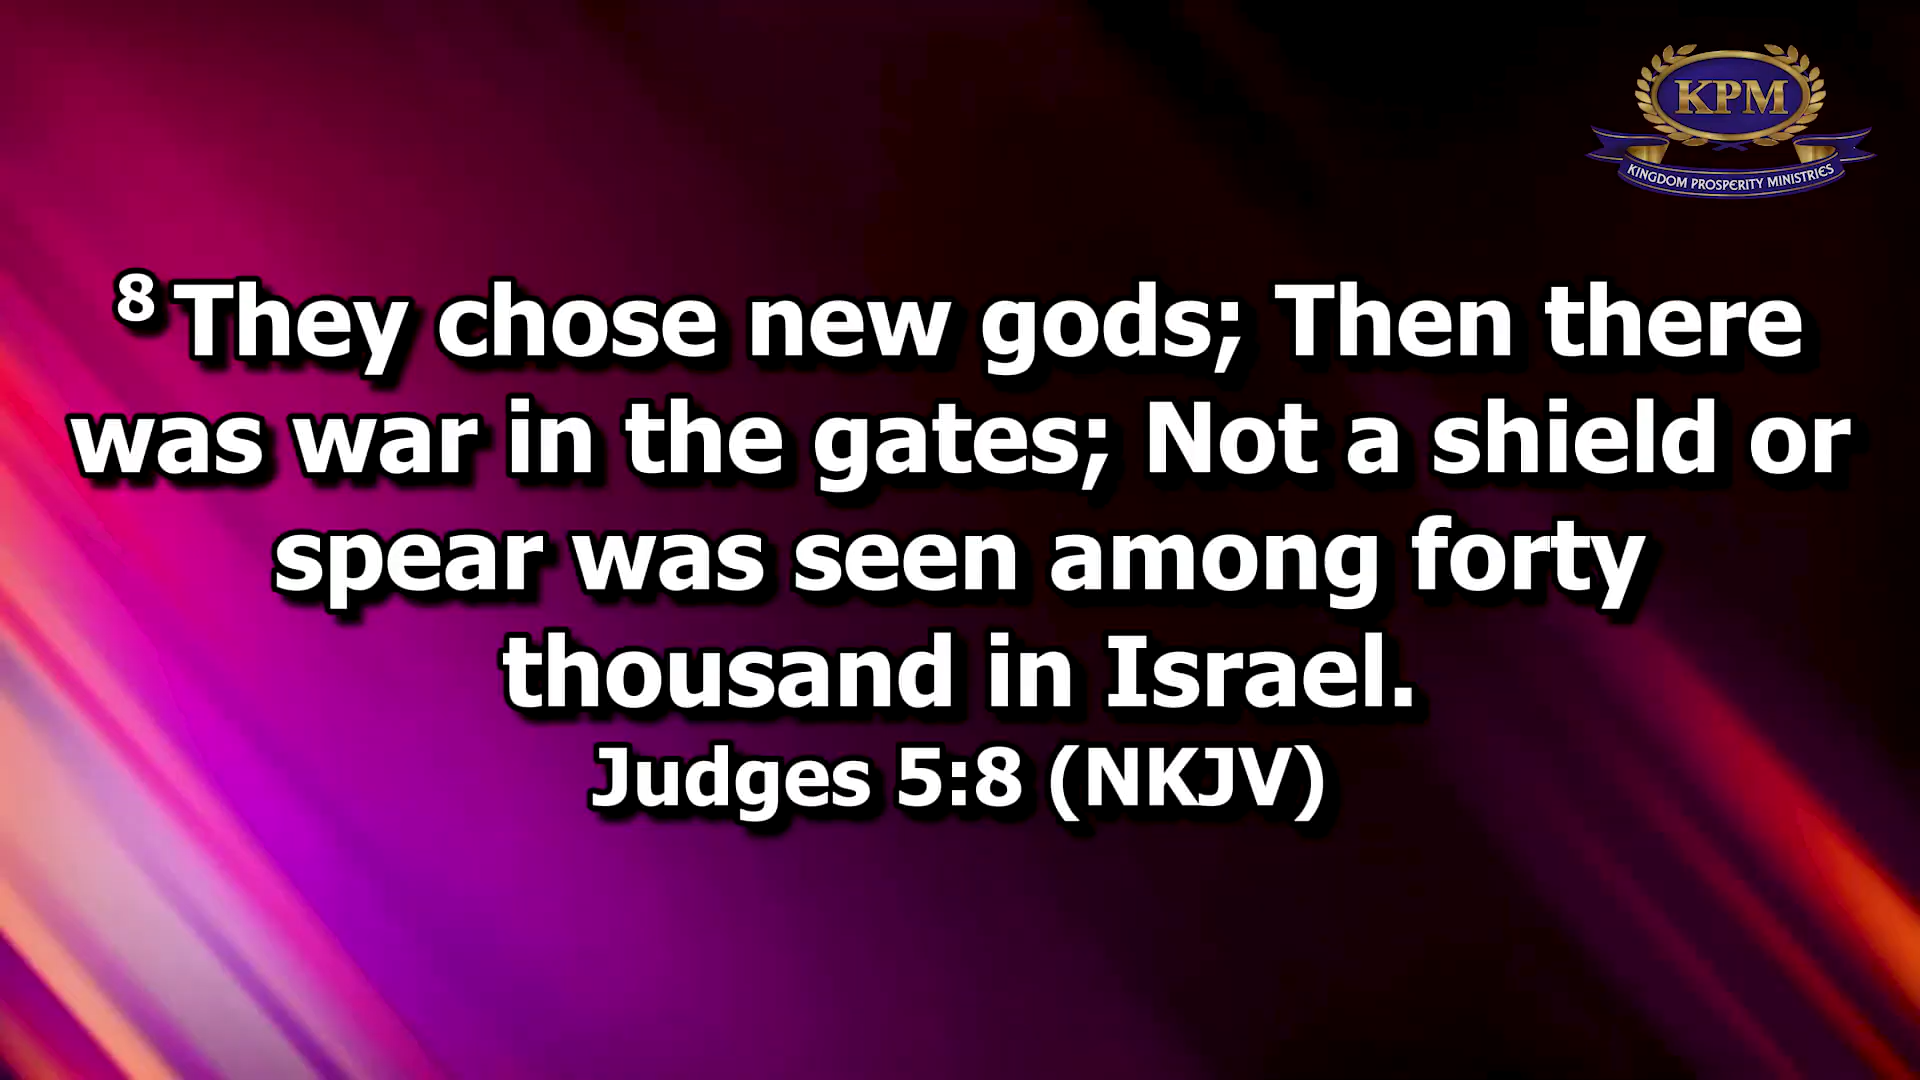 KPM
KINGDOM PROSPERITY MINISTRIES
8 They chose new gods; Then there
was war in the gates; Not a shield or
spear was seen among forty
thousand in Israel.
Judges 5:8 (NKJV)